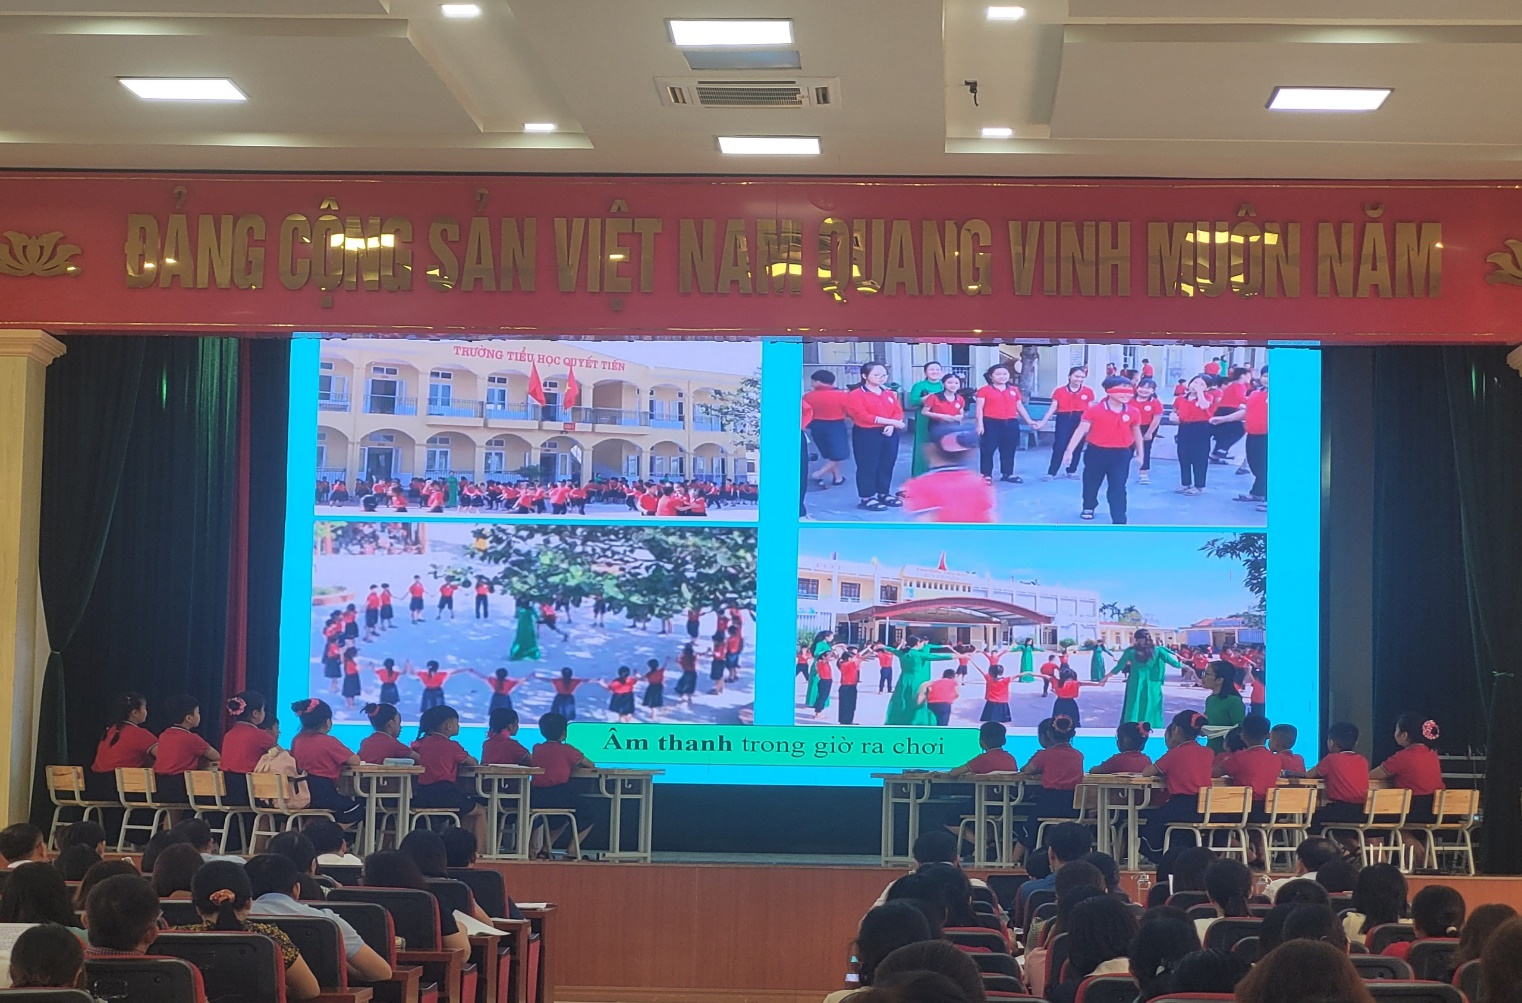 ĐẢNG CỘNG SẢN VIỆT NAM QUANG VINH MUÔN NĂM
TRƯỜNG TIỂU HỌC QUYẾT TIẾN
Âm thanh trong giờ ra chơi